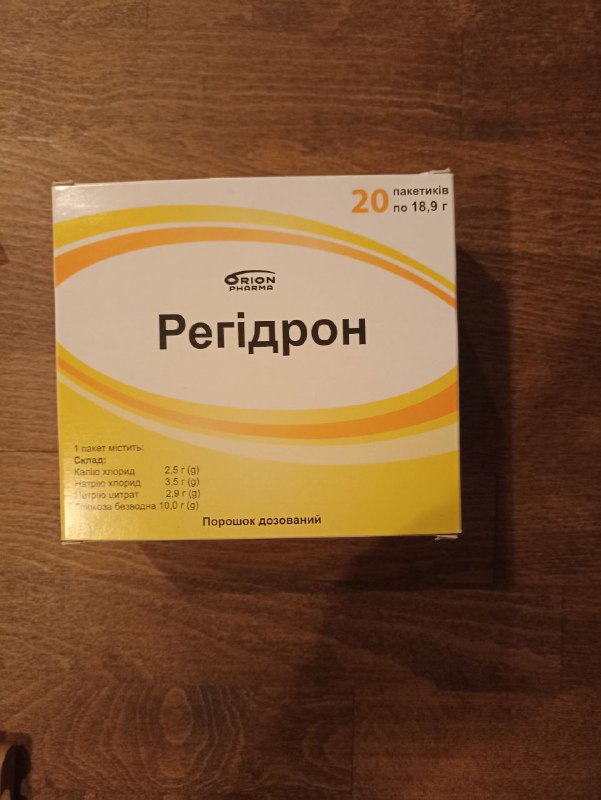 20 пакетиків
по 18,9 г
ORION
PHARMA
Регідрон
1 пакет містить:
Склад:
Калію хлорид 2,5 г (g)
Натрію хлорид 3,5 г (g)
Натрію цитрат 2,9 г (g)
Глюкоза безводна 10,0 г (g)
Порошок дозований